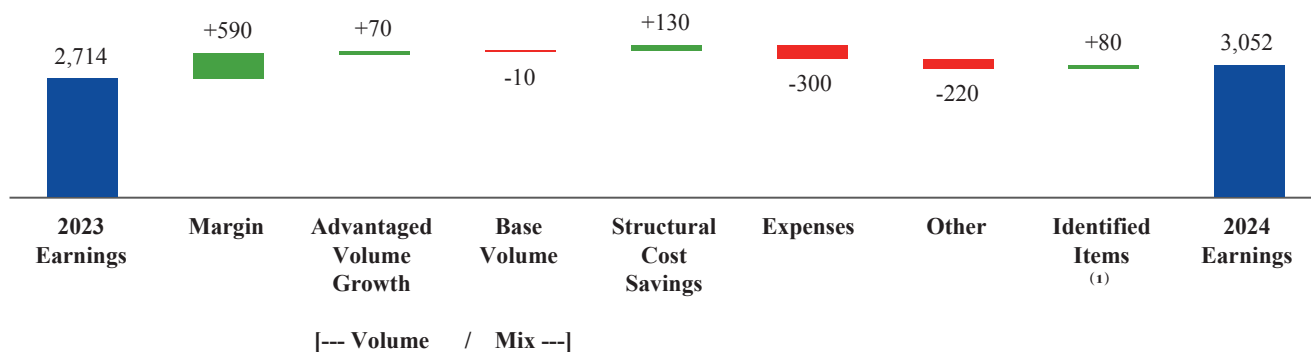 2,714
+590
+70
-10
+130
-300
-220
+80
3,052
2023
Earnings
Margin
Advantaged
Volume
Growth
Base
Volume
Structural
Cost
Savings
Expenses
Other
Identified
Items
⁽¹⁾
2024
Earnings
[--- Volume / Mix ---]